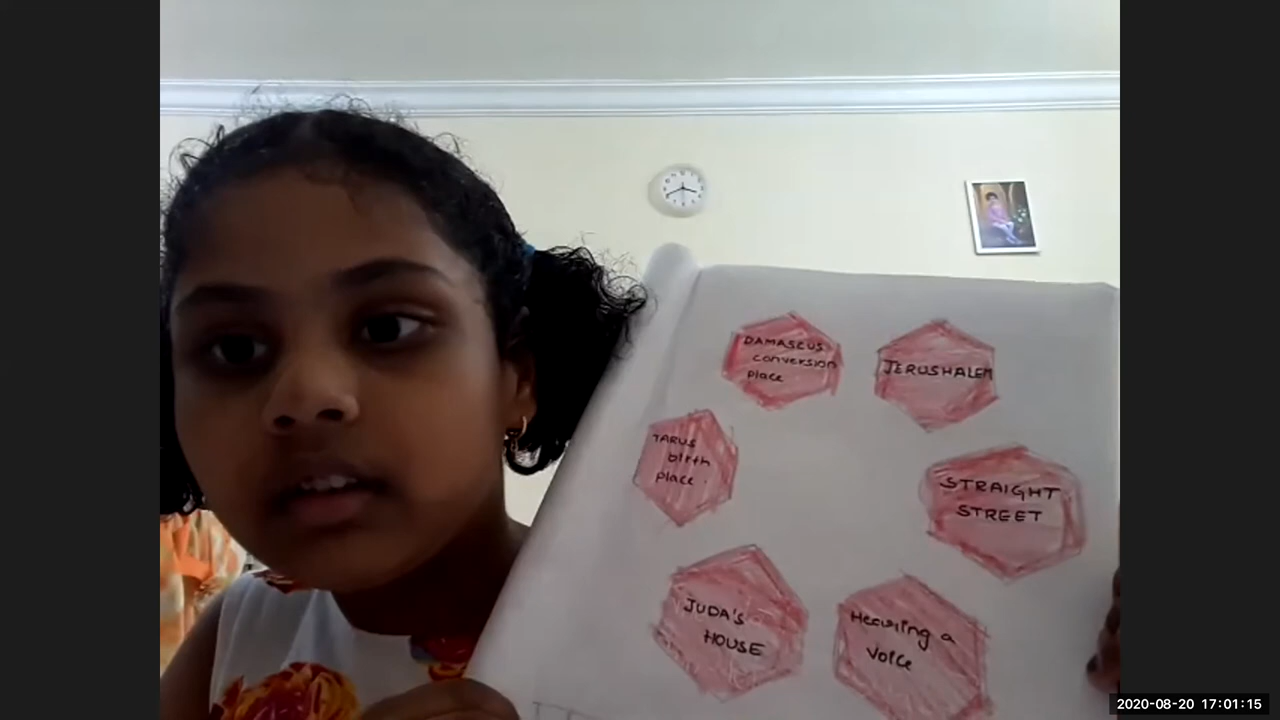 DAMASCUS
conversion
place
JERUSHALEM
TARUS
birth
place.
STRAIGHT
STREET
JUDA'S
HOUSE
Hearing a
Voice
2020-08-20 17:01:15